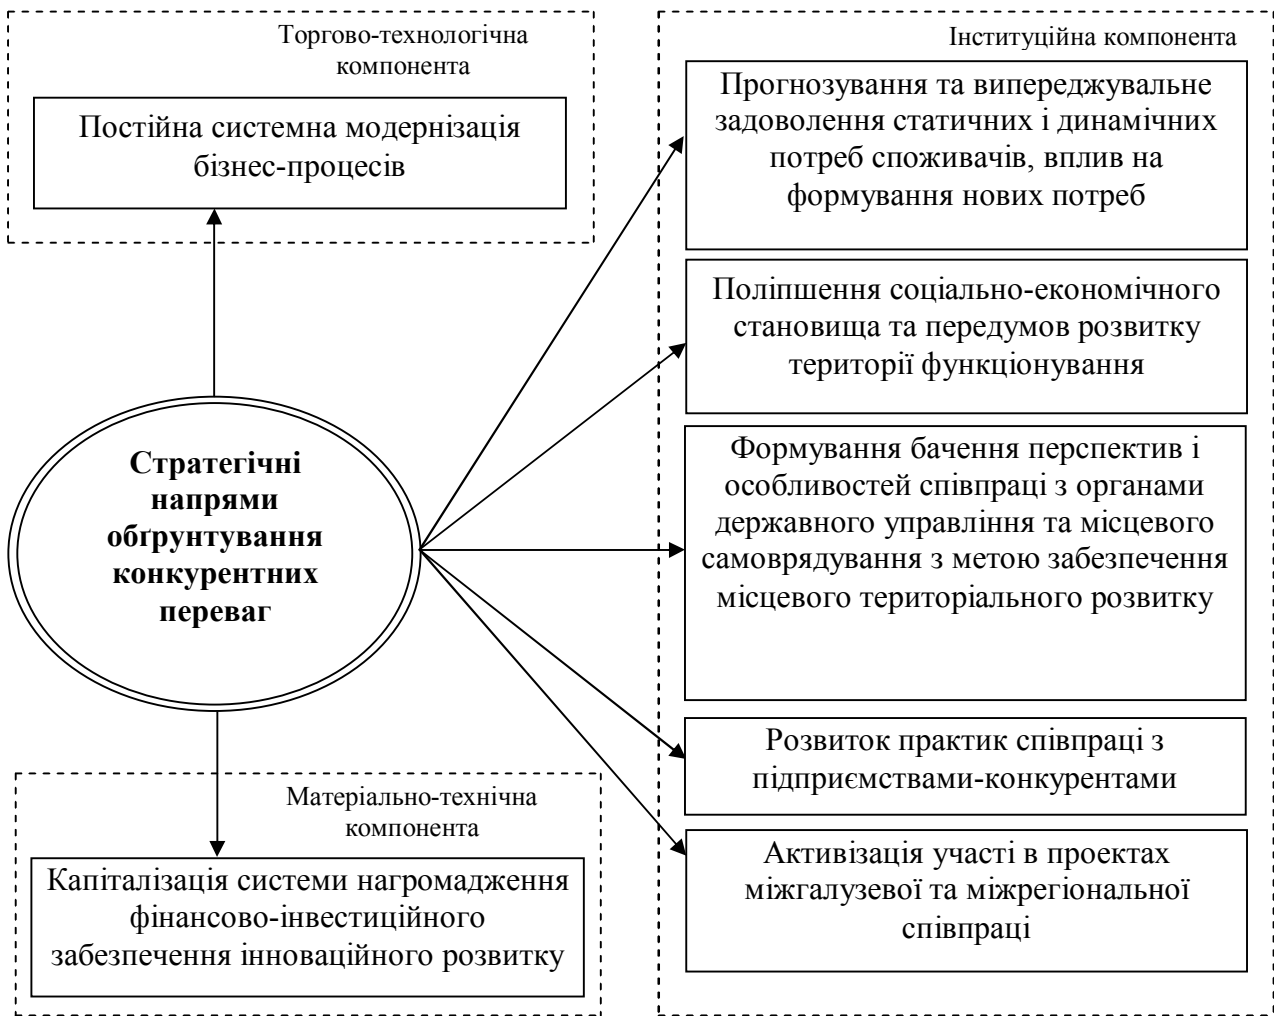 Торгово-технологічна
компонента
Постійна системна модернізація
бізнес-процесів
Стратегічні
напрями
обґрунтування
конкурентних
переваг
Матеріально-технічна
компонента
Капіталізація системи нагромадження
фінансово-інвестиційного
забезпечення інноваційного розвитку
Інституційна компонента
Прогнозування та випереджувальне
задоволення статичних і динамічних
потреб споживачів, вплив на
формування нових потреб
Поліпшення соціально-економічного
становища та передумов розвитку
території функціонування
Формування бачення перспектив і
особливостей співпраці з органами
державного управління та місцевого
самоврядування з метою забезпечення
місцевого територіального розвитку
Розвиток практик співпраці з
підприємствами-конкурентами
Активізація участі в проектах
міжгалузевої та міжрегіональної
співпраці